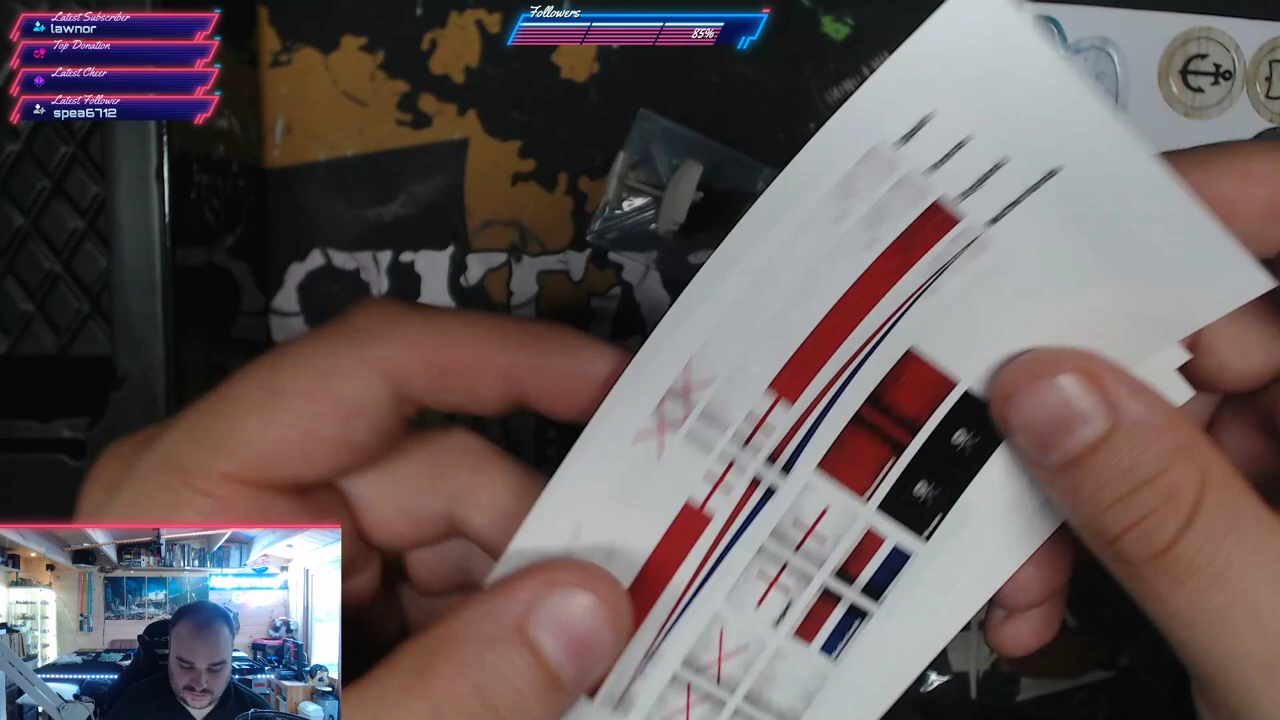 Latest Subscriber
lawnor
Top Donation
Latest Cheer
Latest Follower
spea6712
Followers
85%